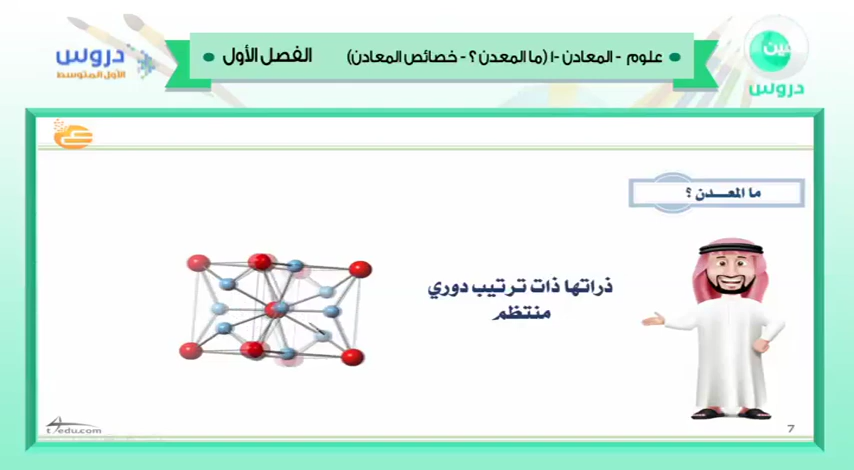 دروس
الأول المتوسط
علوم - المعادن -١ (ما المعدن؟ - خصائص المعادن) الفصل الأول
عين
دروس
ما المعـــدن ؟
ذراتها ذات ترتيب دوري
منتظم
t4edu.com
7